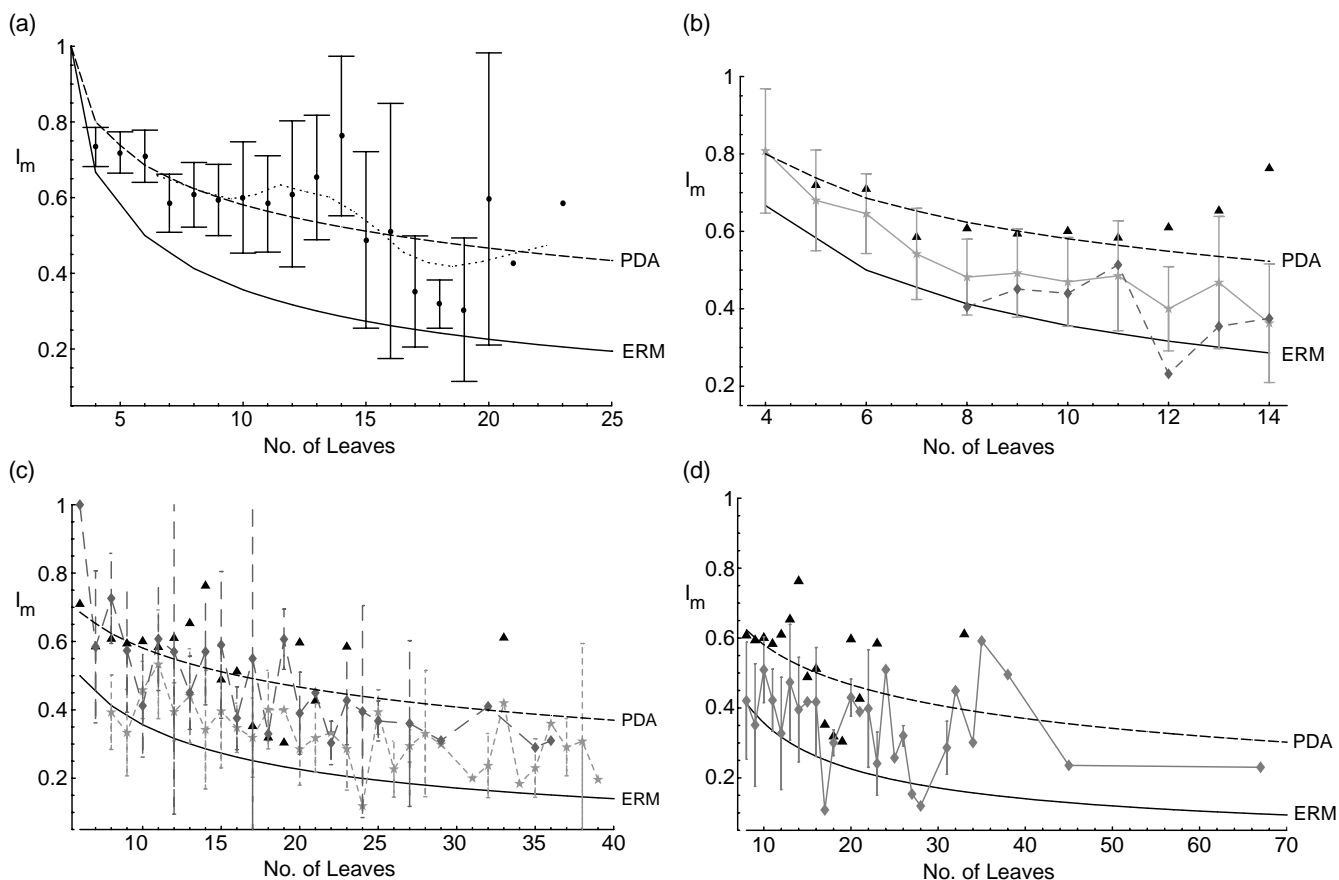 (a)
1
0.8
I_m
0.6
0.4
0.2
PDA
ERM
5 10 15 20 25
No. of Leaves
(b)
1
0.8
I_m
0.6
0.4
0.2
PDA
ERM
4 6 8 10 12 14
No. of Leaves
(c)
1
0.8
I_m
0.6
0.4
0.2
PDA
ERM
10 15 20 25 30 35 40
No. of Leaves
(d)
1
0.8
I_m
0.6
0.4
0.2
PDA
ERM
10 20 30 40 50 60 70
No. of Leaves